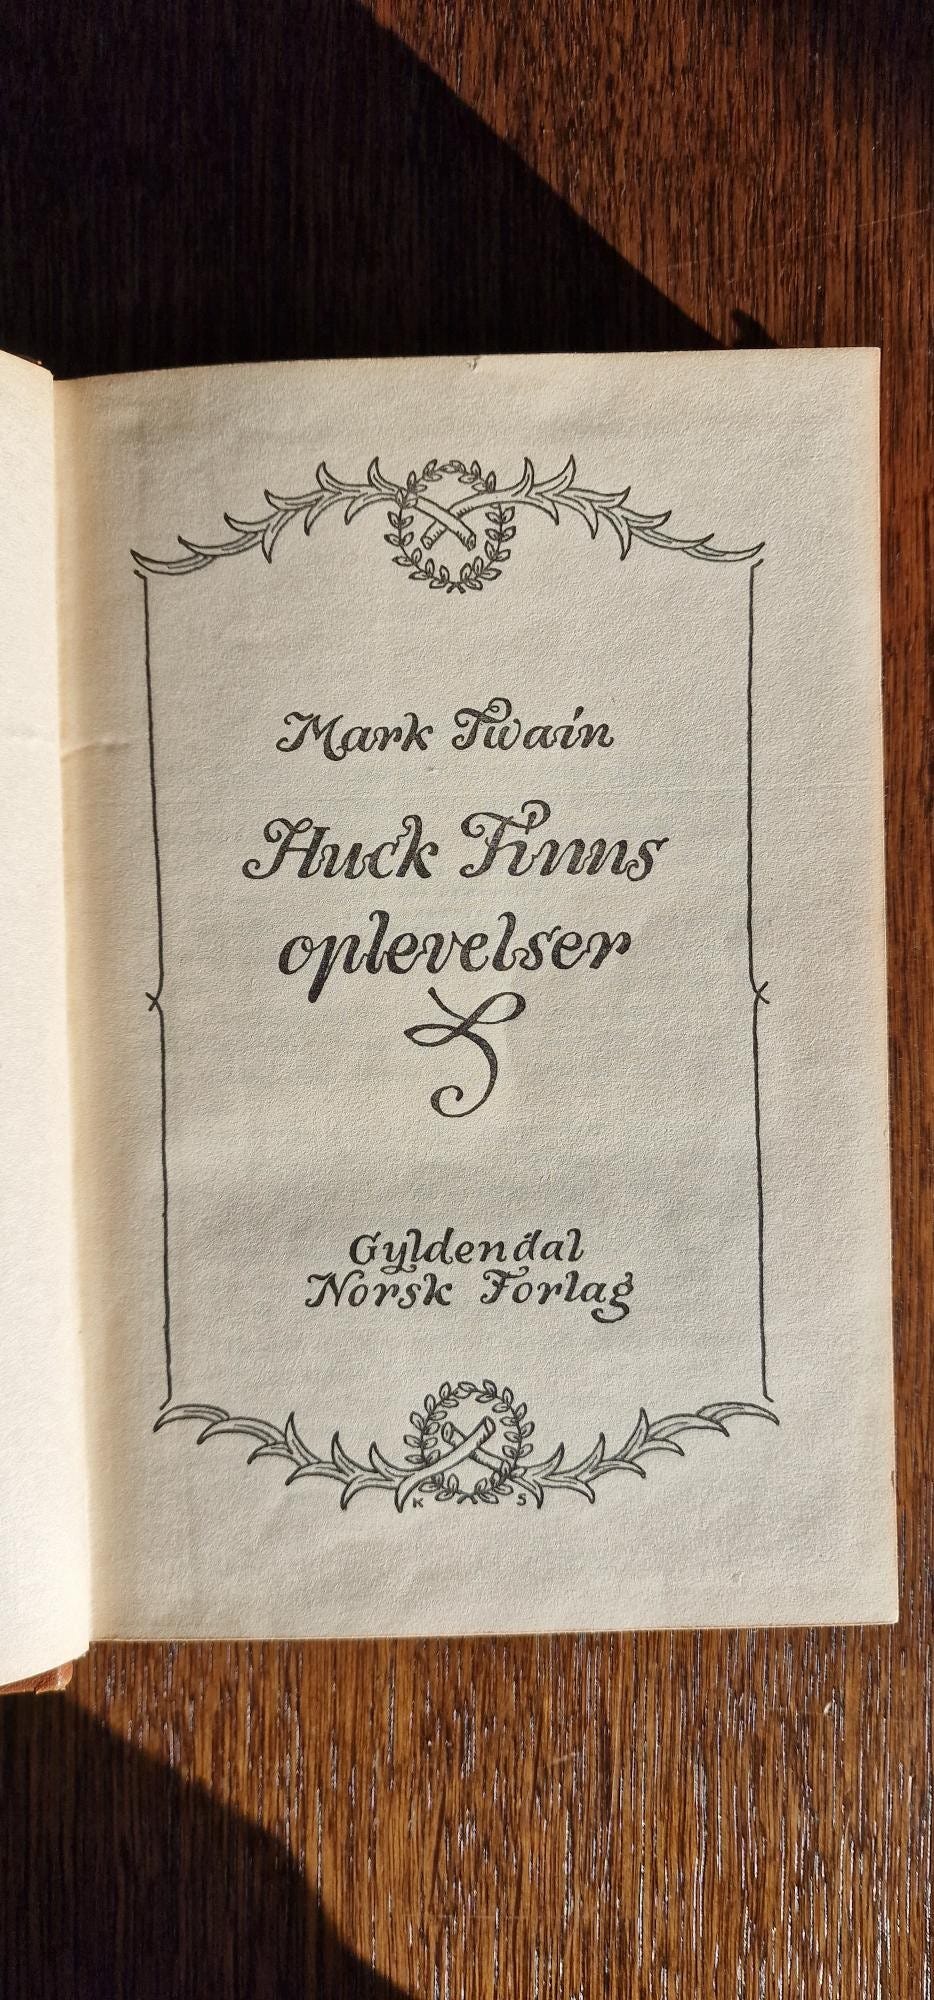 Mark Twain
Huck Finns
oplevelser
Gyldendal
Norsk Forlag
K S